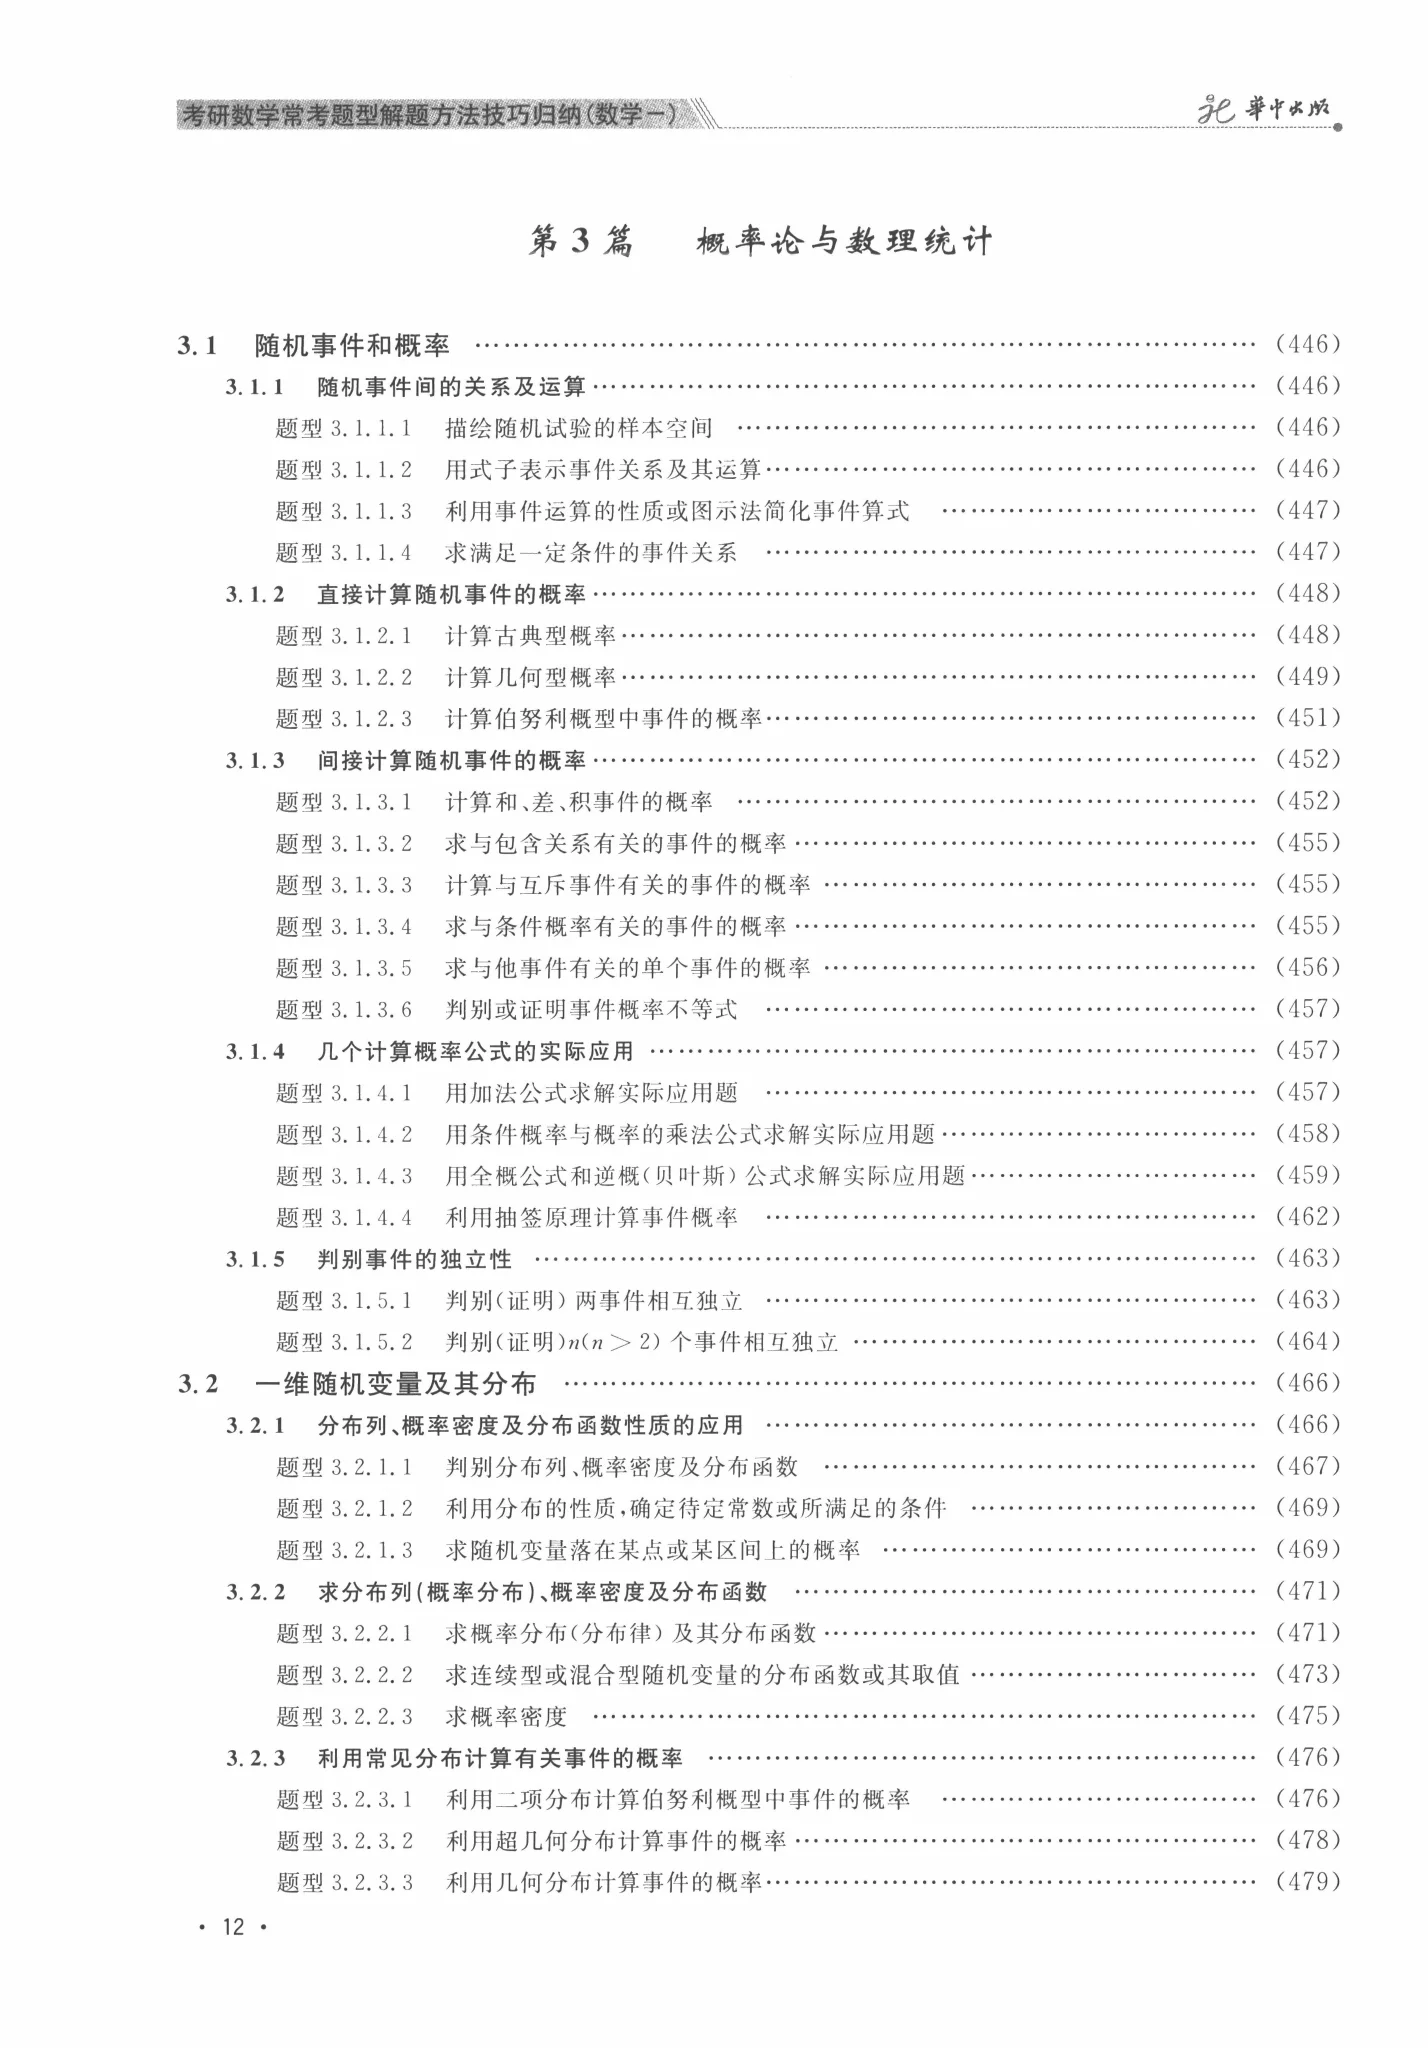 考研数学常考题型解题方法技巧归纳(数学一)
華中出版
第3篇 概率论与数理统计
3.1 随机事件和概率 ……………………………………………………………… (446)
3.1.1 随机事件间的关系及运算 ……………………………………………………………… (446)
题型 3.1.1.1 描绘随机试验的样本空间 ……………………………………………………………… (446)
题型 3.1.1.2 用式子表示事件关系及其运算 ……………………………………………………………… (446)
题型 3.1.1.3 利用事件运算的性质或图示法简化事件算式 ……………………………………………………………… (447)
题型 3.1.1.4 求满足一定条件的事件关系 ……………………………………………………………… (447)
3.1.2 直接计算随机事件的概率 ……………………………………………………………… (448)
题型 3.1.2.1 计算古典型概率 ……………………………………………………………… (448)
题型 3.1.2.2 计算几何型概率 ……………………………………………………………… (449)
题型 3.1.2.3 计算伯努利概型中事件的概率 ……………………………………………………………… (451)
3.1.3 间接计算随机事件的概率 ……………………………………………………………… (452)
题型 3.1.3.1 计算和、差、积事件的概率 ……………………………………………………………… (452)
题型 3.1.3.2 求与包含关系有关的事件的概率 ……………………………………………………………… (455)
题型 3.1.3.3 计算与互斥事件有关的事件的概率 ……………………………………………………………… (455)
题型 3.1.3.4 求与条件概率有关的事件的概率 ……………………………………………………………… (455)
题型 3.1.3.5 求与他事件有关的单个事件的概率 ……………………………………………………………… (456)
题型 3.1.3.6 判别或证明事件概率不等式 ……………………………………………………………… (457)
3.1.4 几个计算概率公式的实际应用 ……………………………………………………………… (457)
题型 3.1.4.1 用加法公式求解实际应用题 ……………………………………………………………… (457)
题型 3.1.4.2 用条件概率与概率的乘法公式求解实际应用题 ……………………………………………………………… (458)
题型 3.1.4.3 用全概公式和逆概(贝叶斯)公式求解实际应用题 ……………………………………………………………… (459)
题型 3.1.4.4 利用抽签原理计算事件概率 ……………………………………………………………… (462)
3.1.5 判别事件的独立性 ……………………………………………………………… (463)
题型 3.1.5.1 判别(证明)两事件相互独立 ……………………………………………………………… (463)
题型 3.1.5.2 判别(证明)n(n > 2)个事件相互独立 ……………………………………………………………… (464)
3.2 一维随机变量及其分布 ……………………………………………………………… (466)
3.2.1 分布列、概率密度及分布函数性质的应用 ……………………………………………………………… (466)
题型 3.2.1.1 判别分布列、概率密度及分布函数 ……………………………………………………………… (467)
题型 3.2.1.2 利用分布的性质,确定待定常数或所满足的条件 ……………………………………………………………… (469)
题型 3.2.1.3 求随机变量落在某点或某区间上的概率 ……………………………………………………………… (469)
3.2.2 求分布列(概率分布)、概率密度及分布函数 ……………………………………………………………… (471)
题型 3.2.2.1 求概率分布(分布律)及其分布函数 ……………………………………………………………… (471)
题型 3.2.2.2 求连续型或混合型随机变量的分布函数或其取值 ……………………………………………………………… (473)
题型 3.2.2.3 求概率密度 ……………………………………………………………… (475)
3.2.3 利用常见分布计算有关事件的概率 ……………………………………………………………… (476)
题型 3.2.3.1 利用二项分布计算伯努利概型中事件的概率 ……………………………………………………………… (476)
题型 3.2.3.2 利用超几何分布计算事件的概率 ……………………………………………………………… (478)
题型 3.2.3.3 利用几何分布计算事件的概率 ……………………………………………………………… (479)
· 12 ·